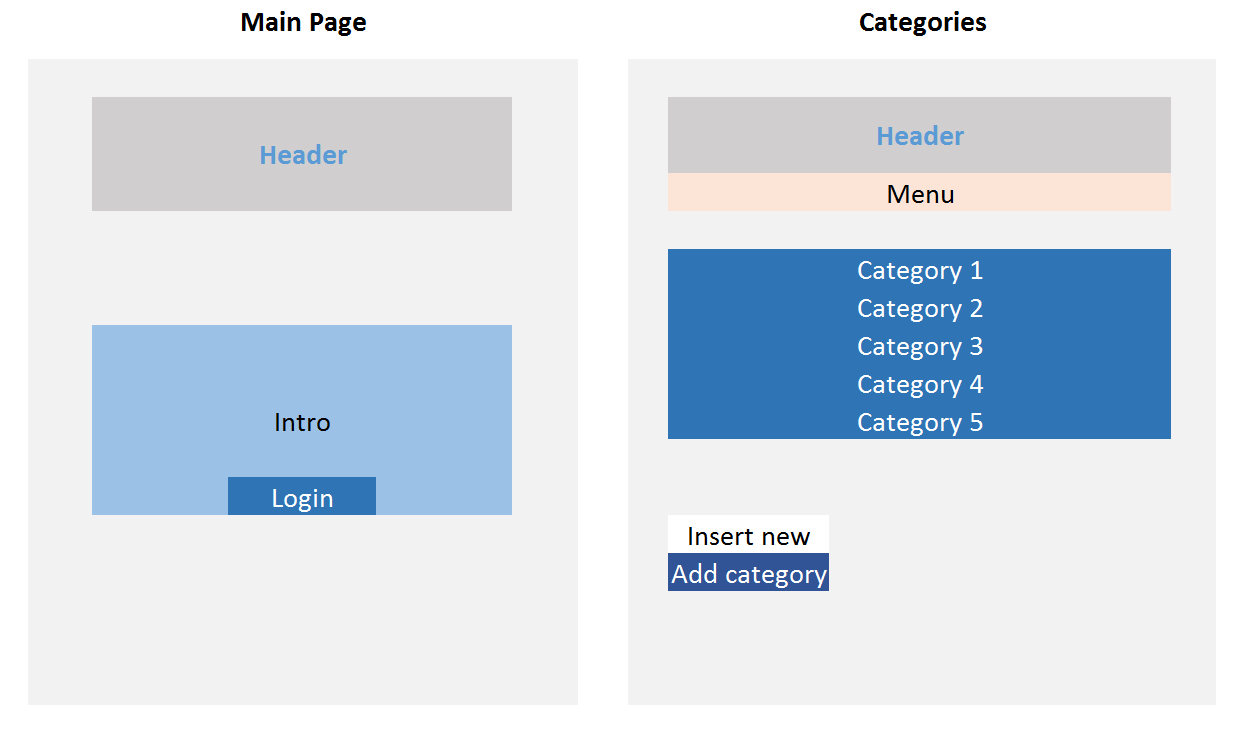 Main Page
Header
Intro
Login
Categories
Header
Menu
Category 1
Category 2
Category 3
Category 4
Category 5
Insert new
Add category